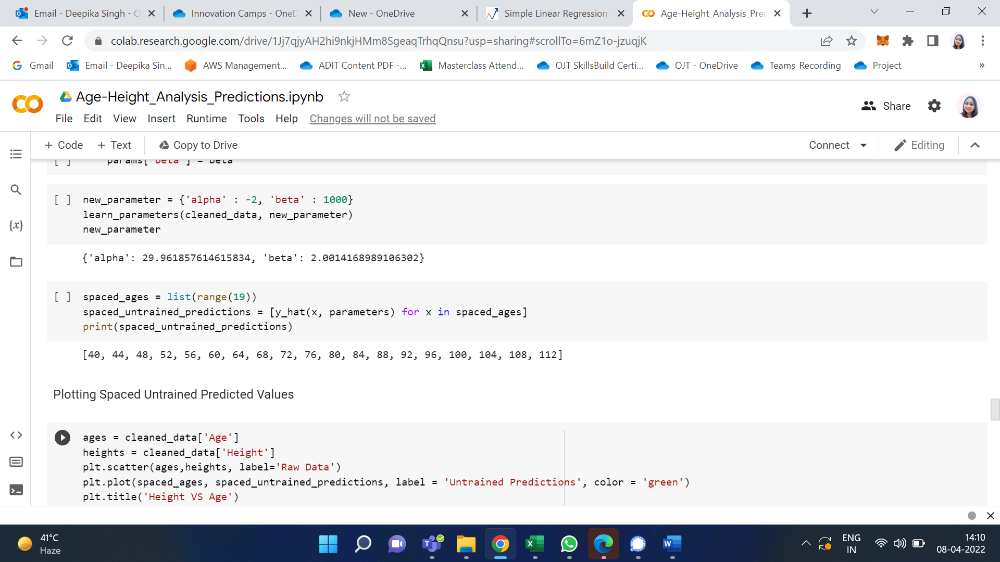 Email - Deepika Singh - O
Innovation Camps - OneD
New - OneDrive
Simple Linear Regression
Age-Height_Analysis_Prec
colab.research.google.com/drive/1Jj7qjyAH2hi9nkjHMm8SgeaqTrhqQnsu?usp=sharing#scrollTo=6mZ1o-jzuqjK
Gmail
Email - Deepika Sin...
AWS Management...
ADIT Content PDF -...
Masterclass Attend...
OJT SkillsBuild Certi...
OJT - OneDrive
Teams_Recording
Project
»
Age-Height_Analysis_Predictions.ipynb
Share
File Edit View Insert Runtime Tools Help Changes will not be saved
+ Code + Text Copy to Drive
Connect
Editing
[ ] params['beta'] = beta
[ ] new_parameter = {'alpha' : -2, 'beta' : 1000}
learn_parameters(cleaned_data, new_parameter)
new_parameter
{'alpha': 29.961857614615834, 'beta': 2.0014168989106302}
[ ] spaced_ages = list(range(19))
spaced_untrained_predictions = [y_hat(x, parameters) for x in spaced_ages]
print(spaced_untrained_predictions)
[40, 44, 48, 52, 56, 60, 64, 68, 72, 76, 80, 84, 88, 92, 96, 100, 104, 108, 112]
Plotting Spaced Untrained Predicted Values
ages = cleaned_data['Age']
heights = cleaned_data['Height']
plt.scatter(ages,heights, label='Raw Data')
plt.plot(spaced_ages, spaced_untrained_predictions, label = 'Untrained Predictions', color = 'green')
plt.title('Height VS Age')
{x}
41°C
Haze
ENG
IN
14:10
08-04-2022